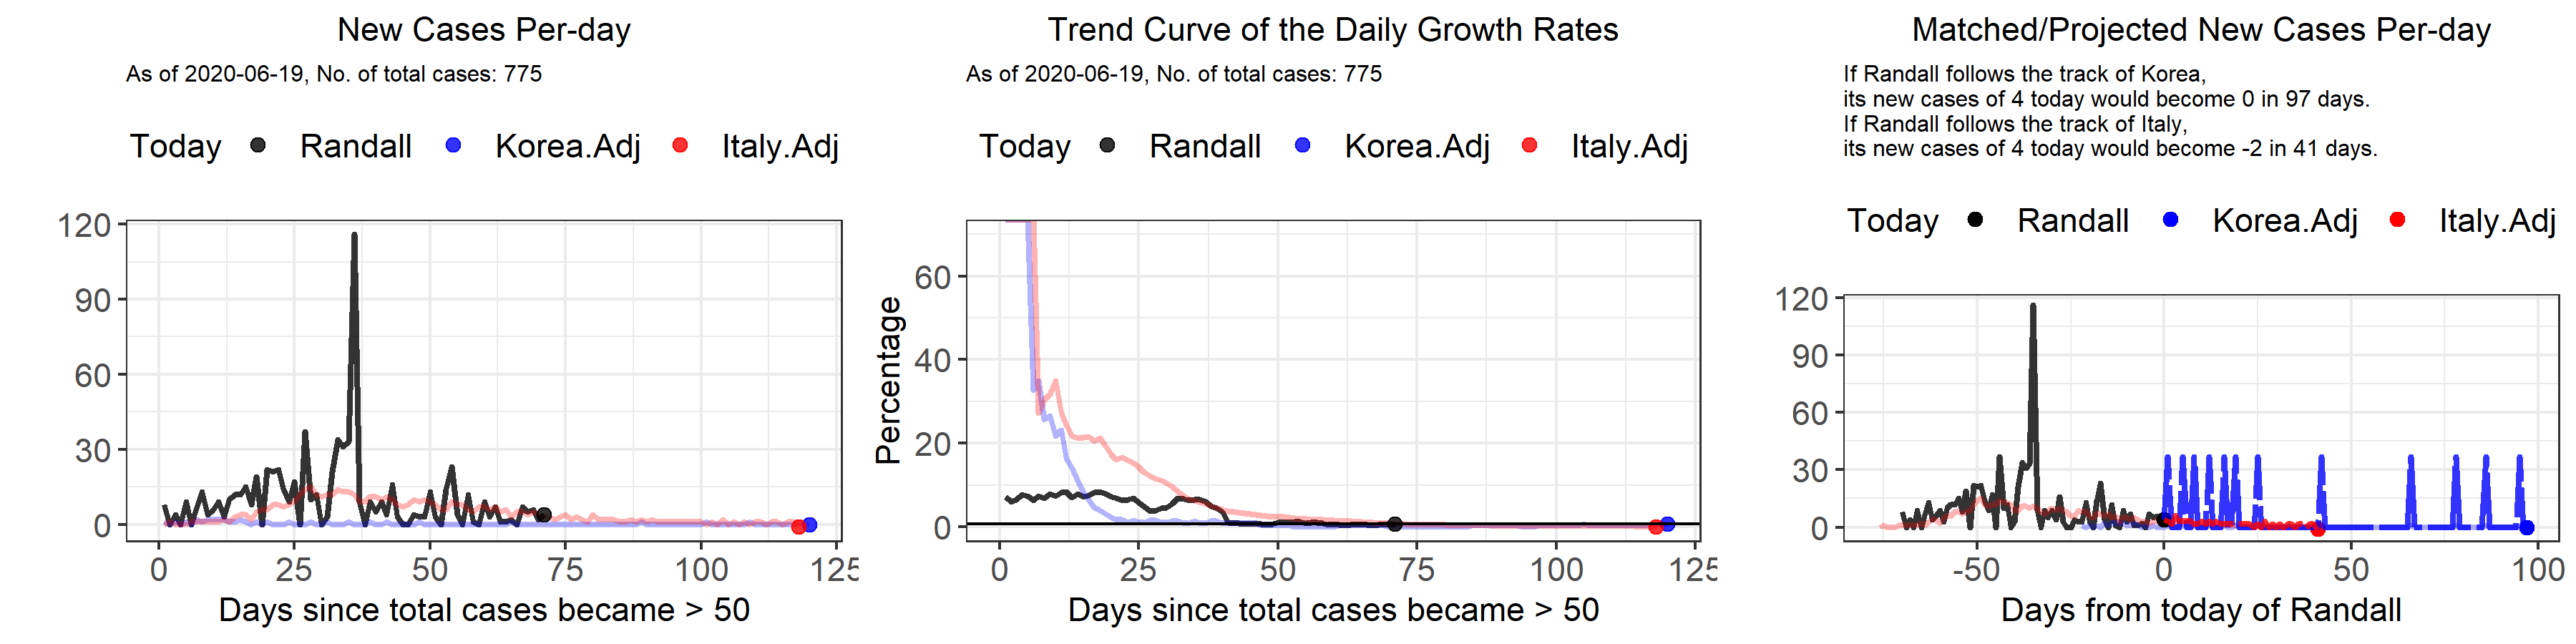 New Cases Per-day
As of 2020-06-19, No. of total cases: 775
Today Randall Korea.Adj Italy.Adj
120
90
60
30
0
0 25 50 75 100 125
Days since total cases became > 50
Trend Curve of the Daily Growth Rates
As of 2020-06-19, No. of total cases: 775
Today Randall Korea.Adj Italy.Adj
Percentage
60
40
20
0
0 25 50 75 100 125
Days since total cases became > 50
Matched/Projected New Cases Per-day
If Randall follows the track of Korea,
its new cases of 4 today would become 0 in 97 days.
If Randall follows the track of Italy,
its new cases of 4 today would become -2 in 41 days.
Today Randall Korea.Adj Italy.Adj
120
90
60
30
0
-50 0 50 100
Days from today of Randall